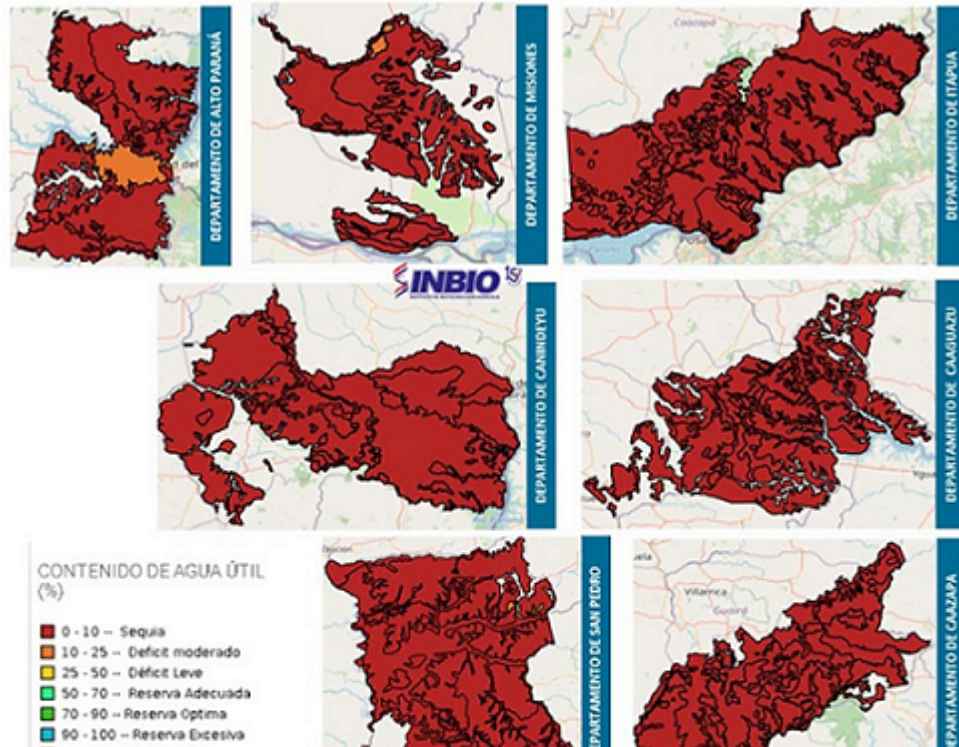 DEPARTAMENTO DE ALTO PARANÁ
DEPARTAMENTO DE MISIONES
Caazapá
DEPARTAMENTO DE ITAPUA
INBIO 15
DEPARTAMENTO DE CANINDEYU
DEPARTAMENTO DE CAAGUAZU
CONTENIDO DE AGUA ÚTIL
(%)
0 - 10 -- Sequia
10 - 25 -- Deficit moderado
25 - 50 -- Déficit Leve
50 - 70 -- Reserva Adecuada
70 - 90 -- Reserva Optima
90 - 100 -- Reserva Excesiva
DEPARTAMENTO DE SAN PEDRO
Villarrica
Guairá
DEPARTAMENTO DE CAAZAPA